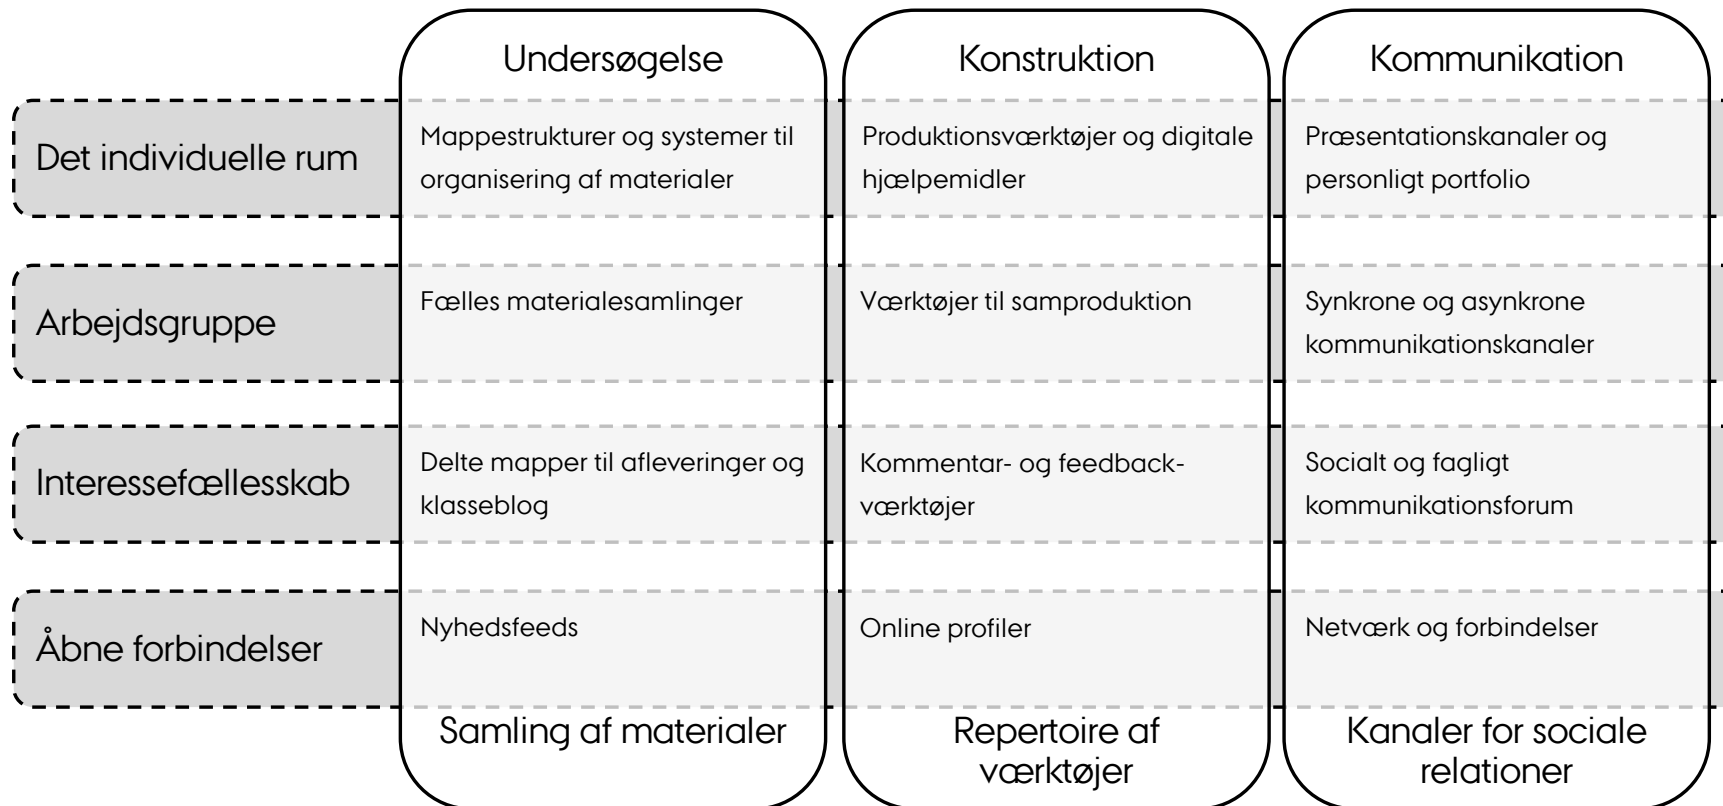 Undersøgelse
Konstruktion
Kommunikation
Det individuelle rum
Mappestrukturer og systemer til
organisering af materialer
Produktionsværktøjer og digitale
hjælpemidler
Præsentationskanaler og
personligt portfolio
Arbejdsgruppe
Fælles materialesamlinger
Værktøjer til samproduktion
Synkrone og asynkrone
kommunikationskanaler
Interessefællesskab
Delte mapper til afleveringer og
klasseblog
Kommentar- og feedback-
værktøjer
Socialt og fagligt
kommunikationsforum
Åbne forbindelser
Nyhedsfeeds
Online profiler
Netværk og forbindelser
Samling af materialer
Repertoire af
værktøjer
Kanaler for sociale
relationer